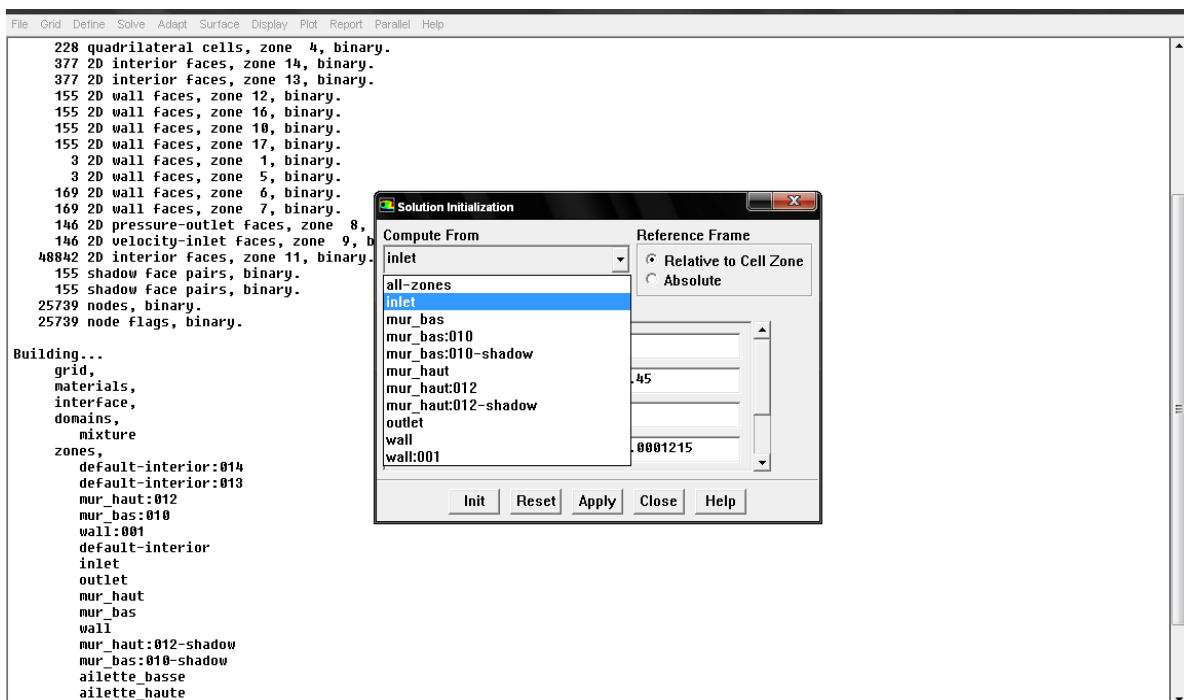 File Grid Define Solve Adapt Surface Display Plot Report Parallel Help
228 quadrilateral cells, zone 4, binary.
377 2D interior faces, zone 14, binary.
377 2D interior faces, zone 13, binary.
155 2D wall faces, zone 12, binary.
155 2D wall faces, zone 16, binary.
155 2D wall faces, zone 10, binary.
155 2D wall faces, zone 17, binary.
3 2D wall faces, zone 1, binary.
3 2D wall faces, zone 5, binary.
169 2D wall faces, zone 6, binary.
169 2D wall faces, zone 7, binary.
146 2D pressure-outlet faces, zone 8,
146 2D velocity-inlet faces, zone 9, b
48842 2D interior faces, zone 11, binary.
155 shadow face pairs, binary.
155 shadow face pairs, binary.
25739 nodes, binary.
25739 node flags, binary.
Building...
grid,
materials,
interface,
domains,
mixture
zones,
default-interior:014
default-interior:013
mur_haut:012
mur_bas:010
wall:001
default-interior
inlet
outlet
mur_haut
mur_bas
wall
mur_haut:012-shadow
mur_bas:010-shadow
ailette_basse
ailette_haute
Solution Initialization
Compute From
inlet
all-zones
inlet
mur_bas
mur_bas:010
mur_bas:010-shadow
mur_haut
mur_haut:012
mur_haut:012-shadow
outlet
wall
wall:001
Reference Frame
Relative to Cell Zone
Absolute
.45
.0001215
Init Reset Apply Close Help